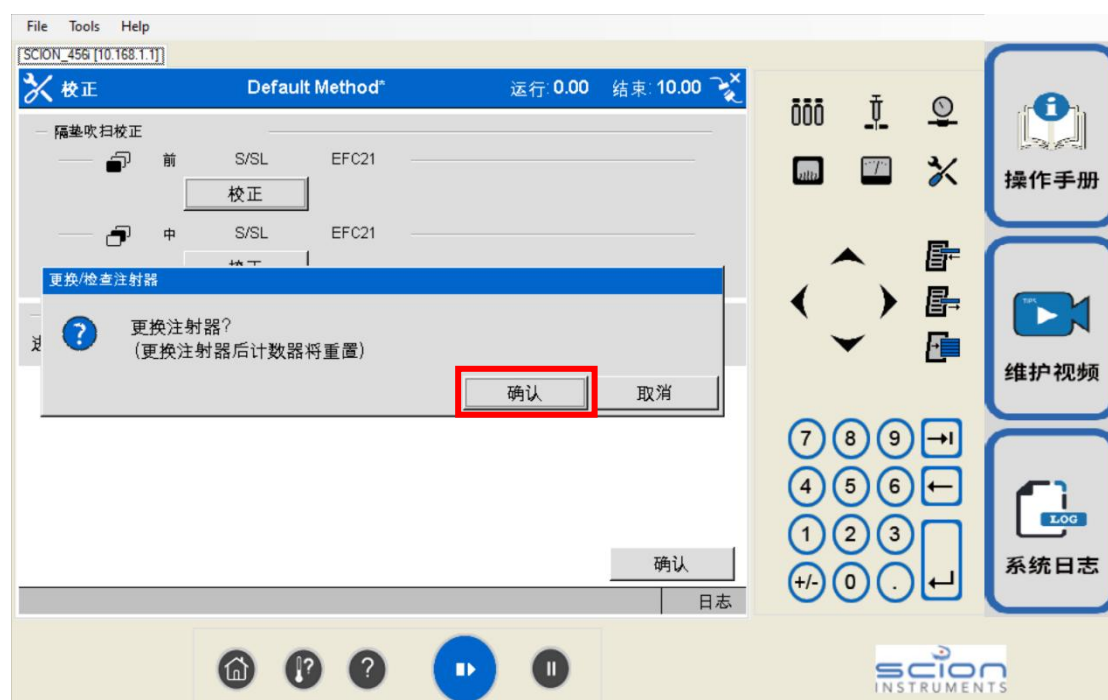 File Tools Help
SCION_456i [10.168.1.1]
校正 Default Method* 运行: 0.00 结束: 10.00
隔垫吹扫校正
前 S/SL EFC21
校正
中 S/SL EFC21
更换/检查注射器
更换注射器?
(更换注射器后计数器将重置)
确认 取消
确认
日志
7 8 9
4 5 6
1 2 3
+/- 0 .
操作手册
TIPS
维护视频
LOG
系统日志
scion
INSTRUMENTS